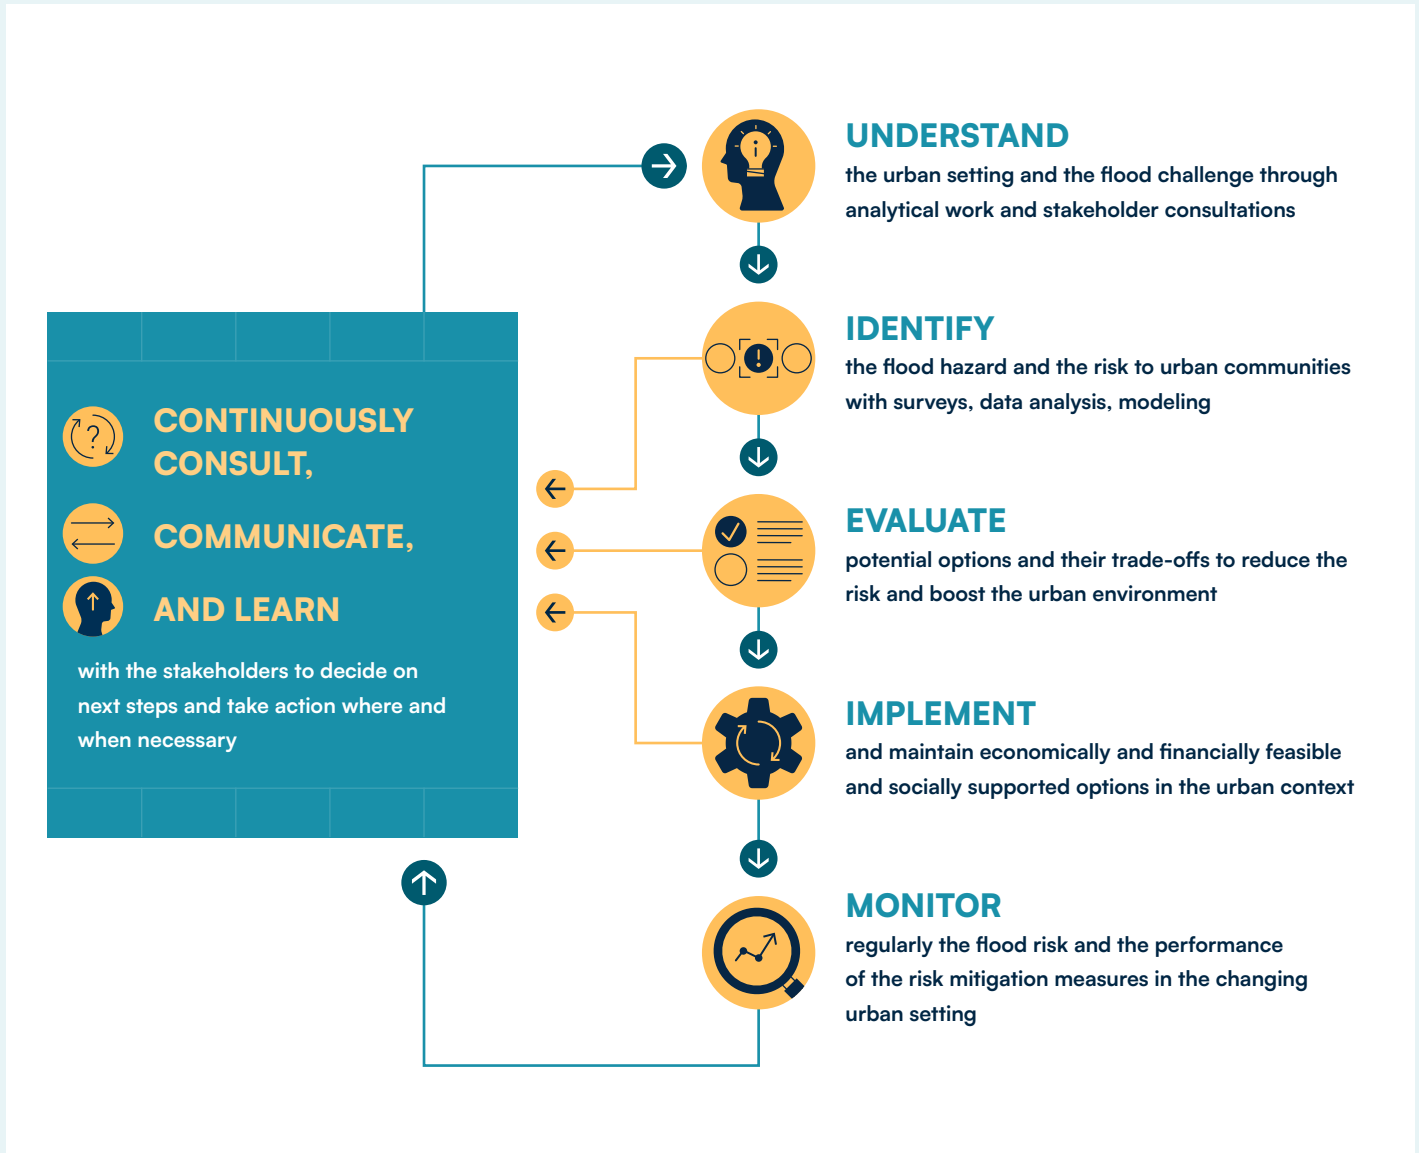 UNDERSTAND
the urban setting and the flood challenge through
analytical work and stakeholder consultations
IDENTIFY
the flood hazard and the risk to urban communities
with surveys, data analysis, modeling
CONTINUOUSLY
CONSULT,
COMMUNICATE,
AND LEARN
with the stakeholders to decide on
next steps and take action where and
when necessary
EVALUATE
potential options and their trade-offs to reduce the
risk and boost the urban environment
IMPLEMENT
and maintain economically and financially feasible
and socially supported options in the urban context
MONITOR
regularly the flood risk and the performance
of the risk mitigation measures in the changing
urban setting